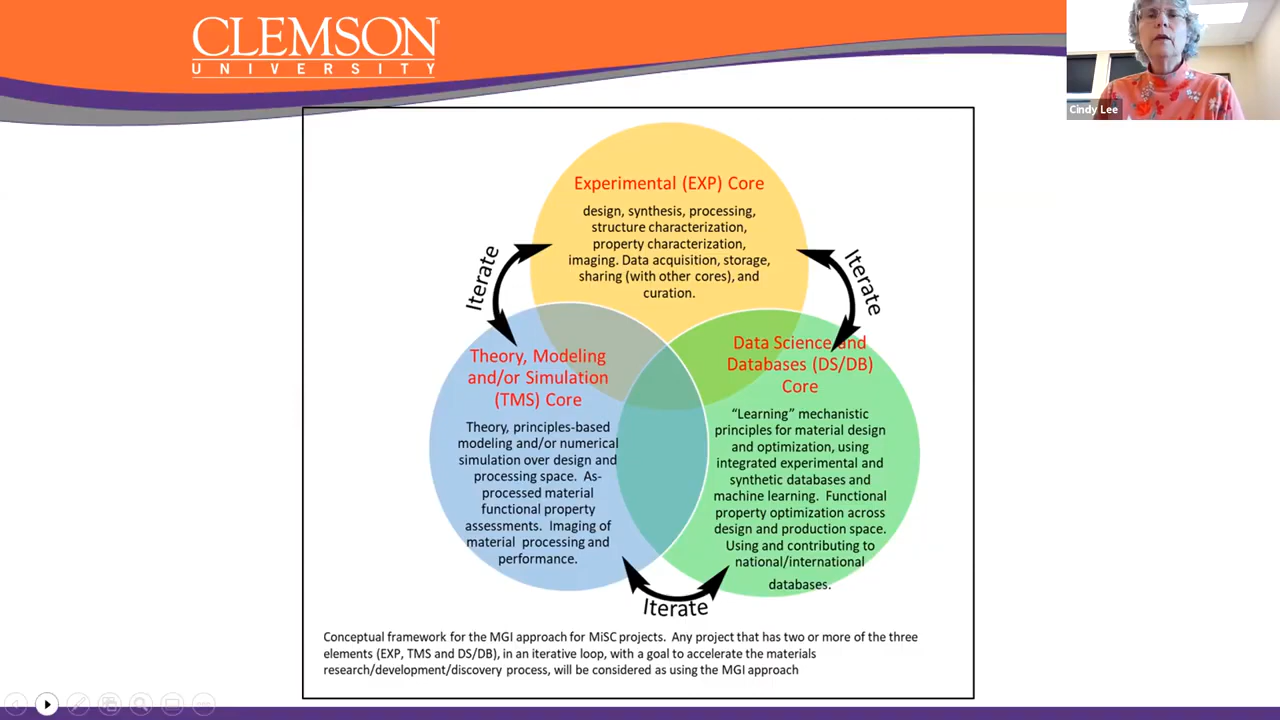 CLEMSON
UNIVERSITY
Cindy Lee
Experimental (EXP) Core
design, synthesis, processing,
structure characterization,
property characterization,
imaging. Data acquisition, storage,
sharing (with other cores), and
curation.
Iterate
Iterate
Theory, Modeling
and/or Simulation
(TMS) Core
Theory, principles-based
modeling and/or numerical
simulation over design and
processing space. As-
processed material
functional property
assessments. Imaging of
material processing and
performance.
Data Science and
Databases (DS/DB)
Core
“Learning” mechanistic
principles for material design
and optimization, using
integrated experimental and
synthetic databases and
machine learning. Functional
property optimization across
design and production space.
Using and contributing to
national/international
databases.
Iterate
Conceptual framework for the MGI approach for MiSC projects. Any project that has two or more of the three
elements (EXP, TMS and DS/DB), in an iterative loop, with a goal to accelerate the materials
research/development/discovery process, will be considered as using the MGI approach